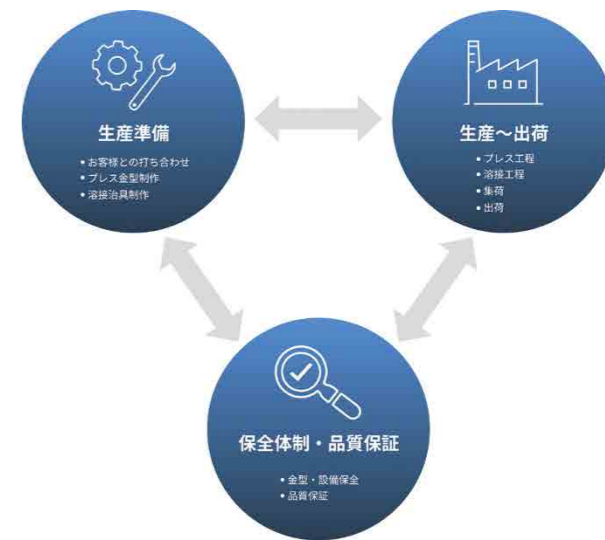 生産準備
• お客様との打ち合わせ
• プレス金型制作
• 溶接治具制作
生産～出荷
• プレス工程
• 溶接工程
• 集荷
• 出荷
保全体制・品質保証
• 金型・設備保全
• 品質保証